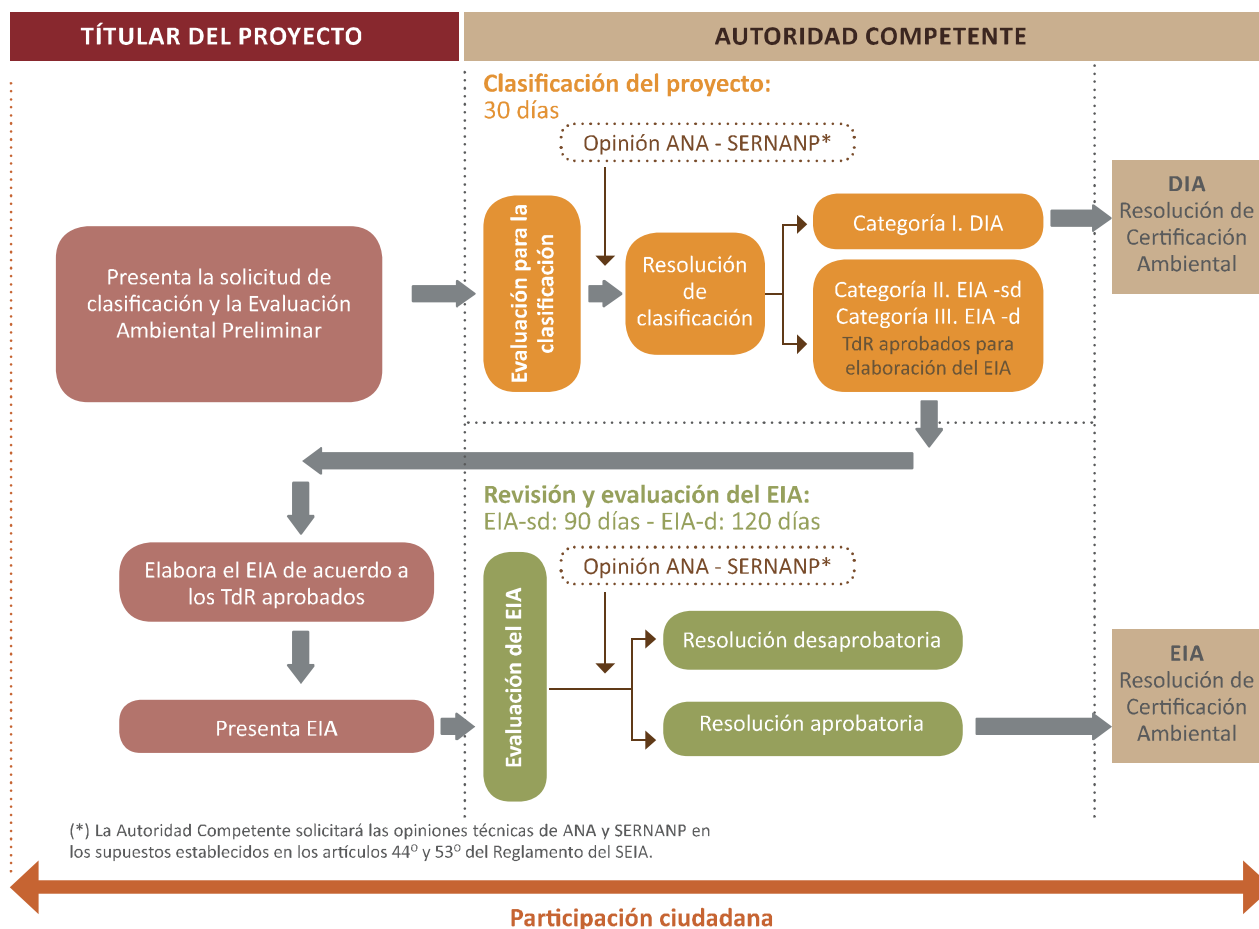 TÍTULAR DEL PROYECTO
AUTORIDAD COMPETENTE
Clasificación del proyecto:
30 días
Opinión ANA - SERNANP*
Presenta la solicitud de
clasificación y la Evaluación
Ambiental Preliminar
Evaluación para la
clasificación
Resolución
de
clasificación
Categoría I. DIA
Categoría II. EIA -sd
Categoría III. EIA -d
TdR aprobados para
elaboración del EIA
DIA
Resolución de
Certificación
Ambiental
Revisión y evaluación del EIA:
EIA-sd: 90 días - EIA-d: 120 días
Opinión ANA - SERNANP*
Elabora el EIA de acuerdo a
los TdR aprobados
Presenta EIA
Evaluación del EIA
Resolución desaprobatoria
Resolución aprobatoria
EIA
Resolución de
Certificación
Ambiental
(*) La Autoridad Competente solicitará las opiniones técnicas de ANA y SERNANP en
los supuestos establecidos en los artículos 44º y 53º del Reglamento del SEIA.
Participación ciudadana